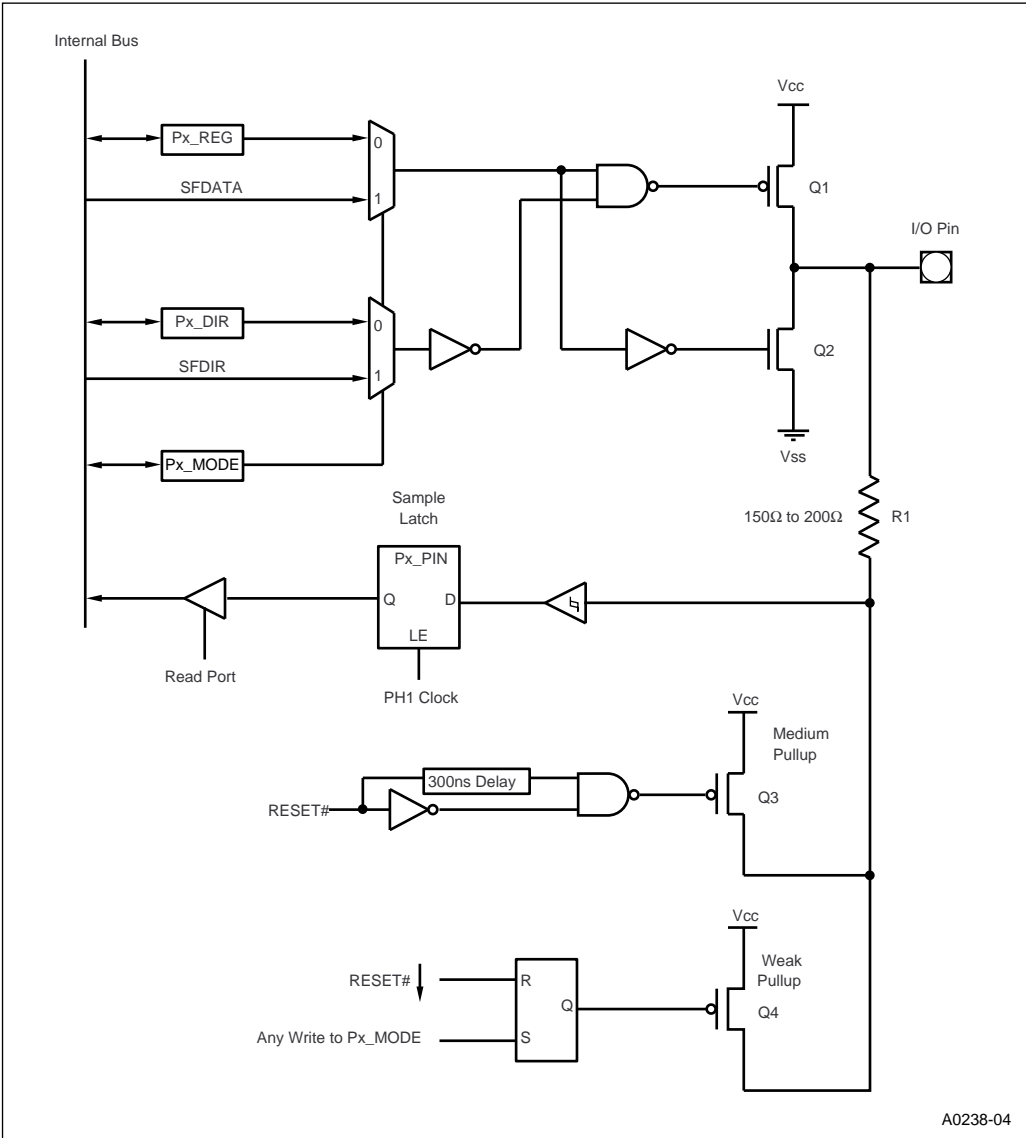 Internal Bus
Vcc
Px_REG
0
SFDATA
1
Q1
I/O Pin
Px_DIR
0
SFDIR
1
Q2
Px_MODE
Vss
Sample
Latch
150Ω to 200Ω
R1
Px_PIN
Q
D
LE
Read Port
PH1 Clock
Vcc
Medium
Pullup
300ns Delay
RESET#
Q3
Vcc
Weak
Pullup
RESET#
R
Q
Q4
Any Write to Px_MODE
S
A0238-04